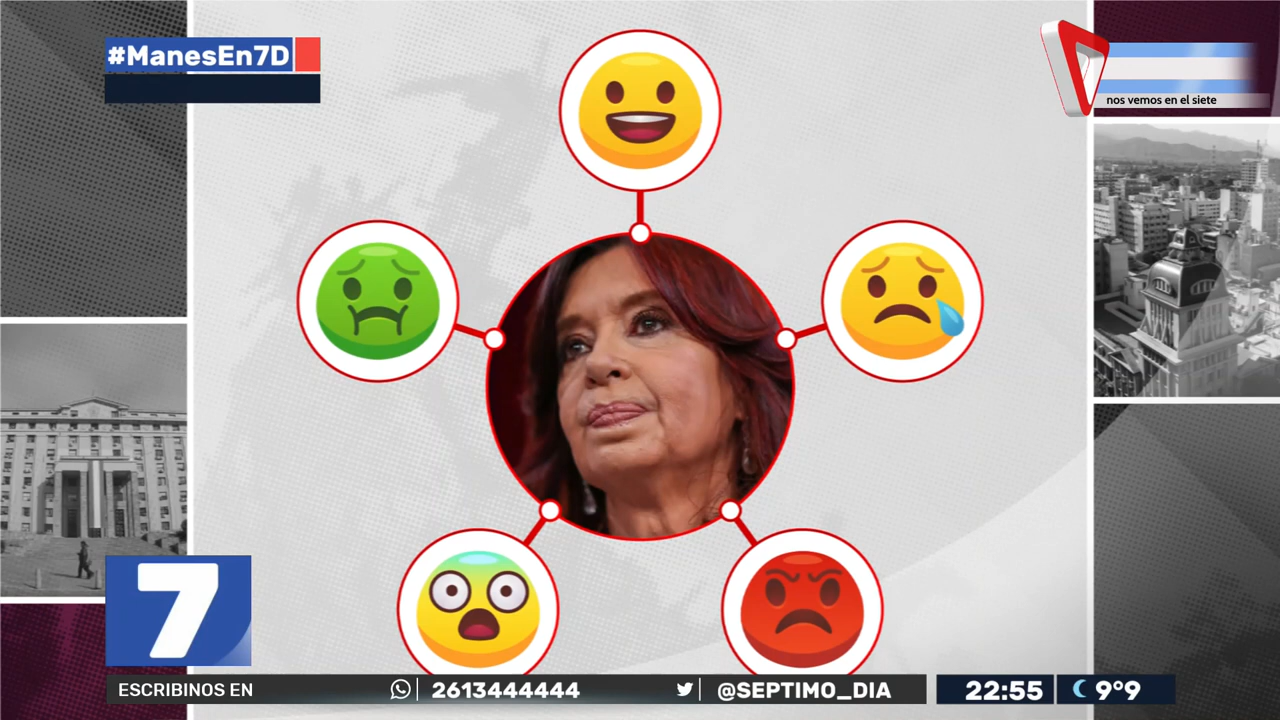 #ManesEn7D
nos vemos en el siete
7
ESCRIBINOS EN
2613444444
@SEPTIMO_DIA
22:55
9°9